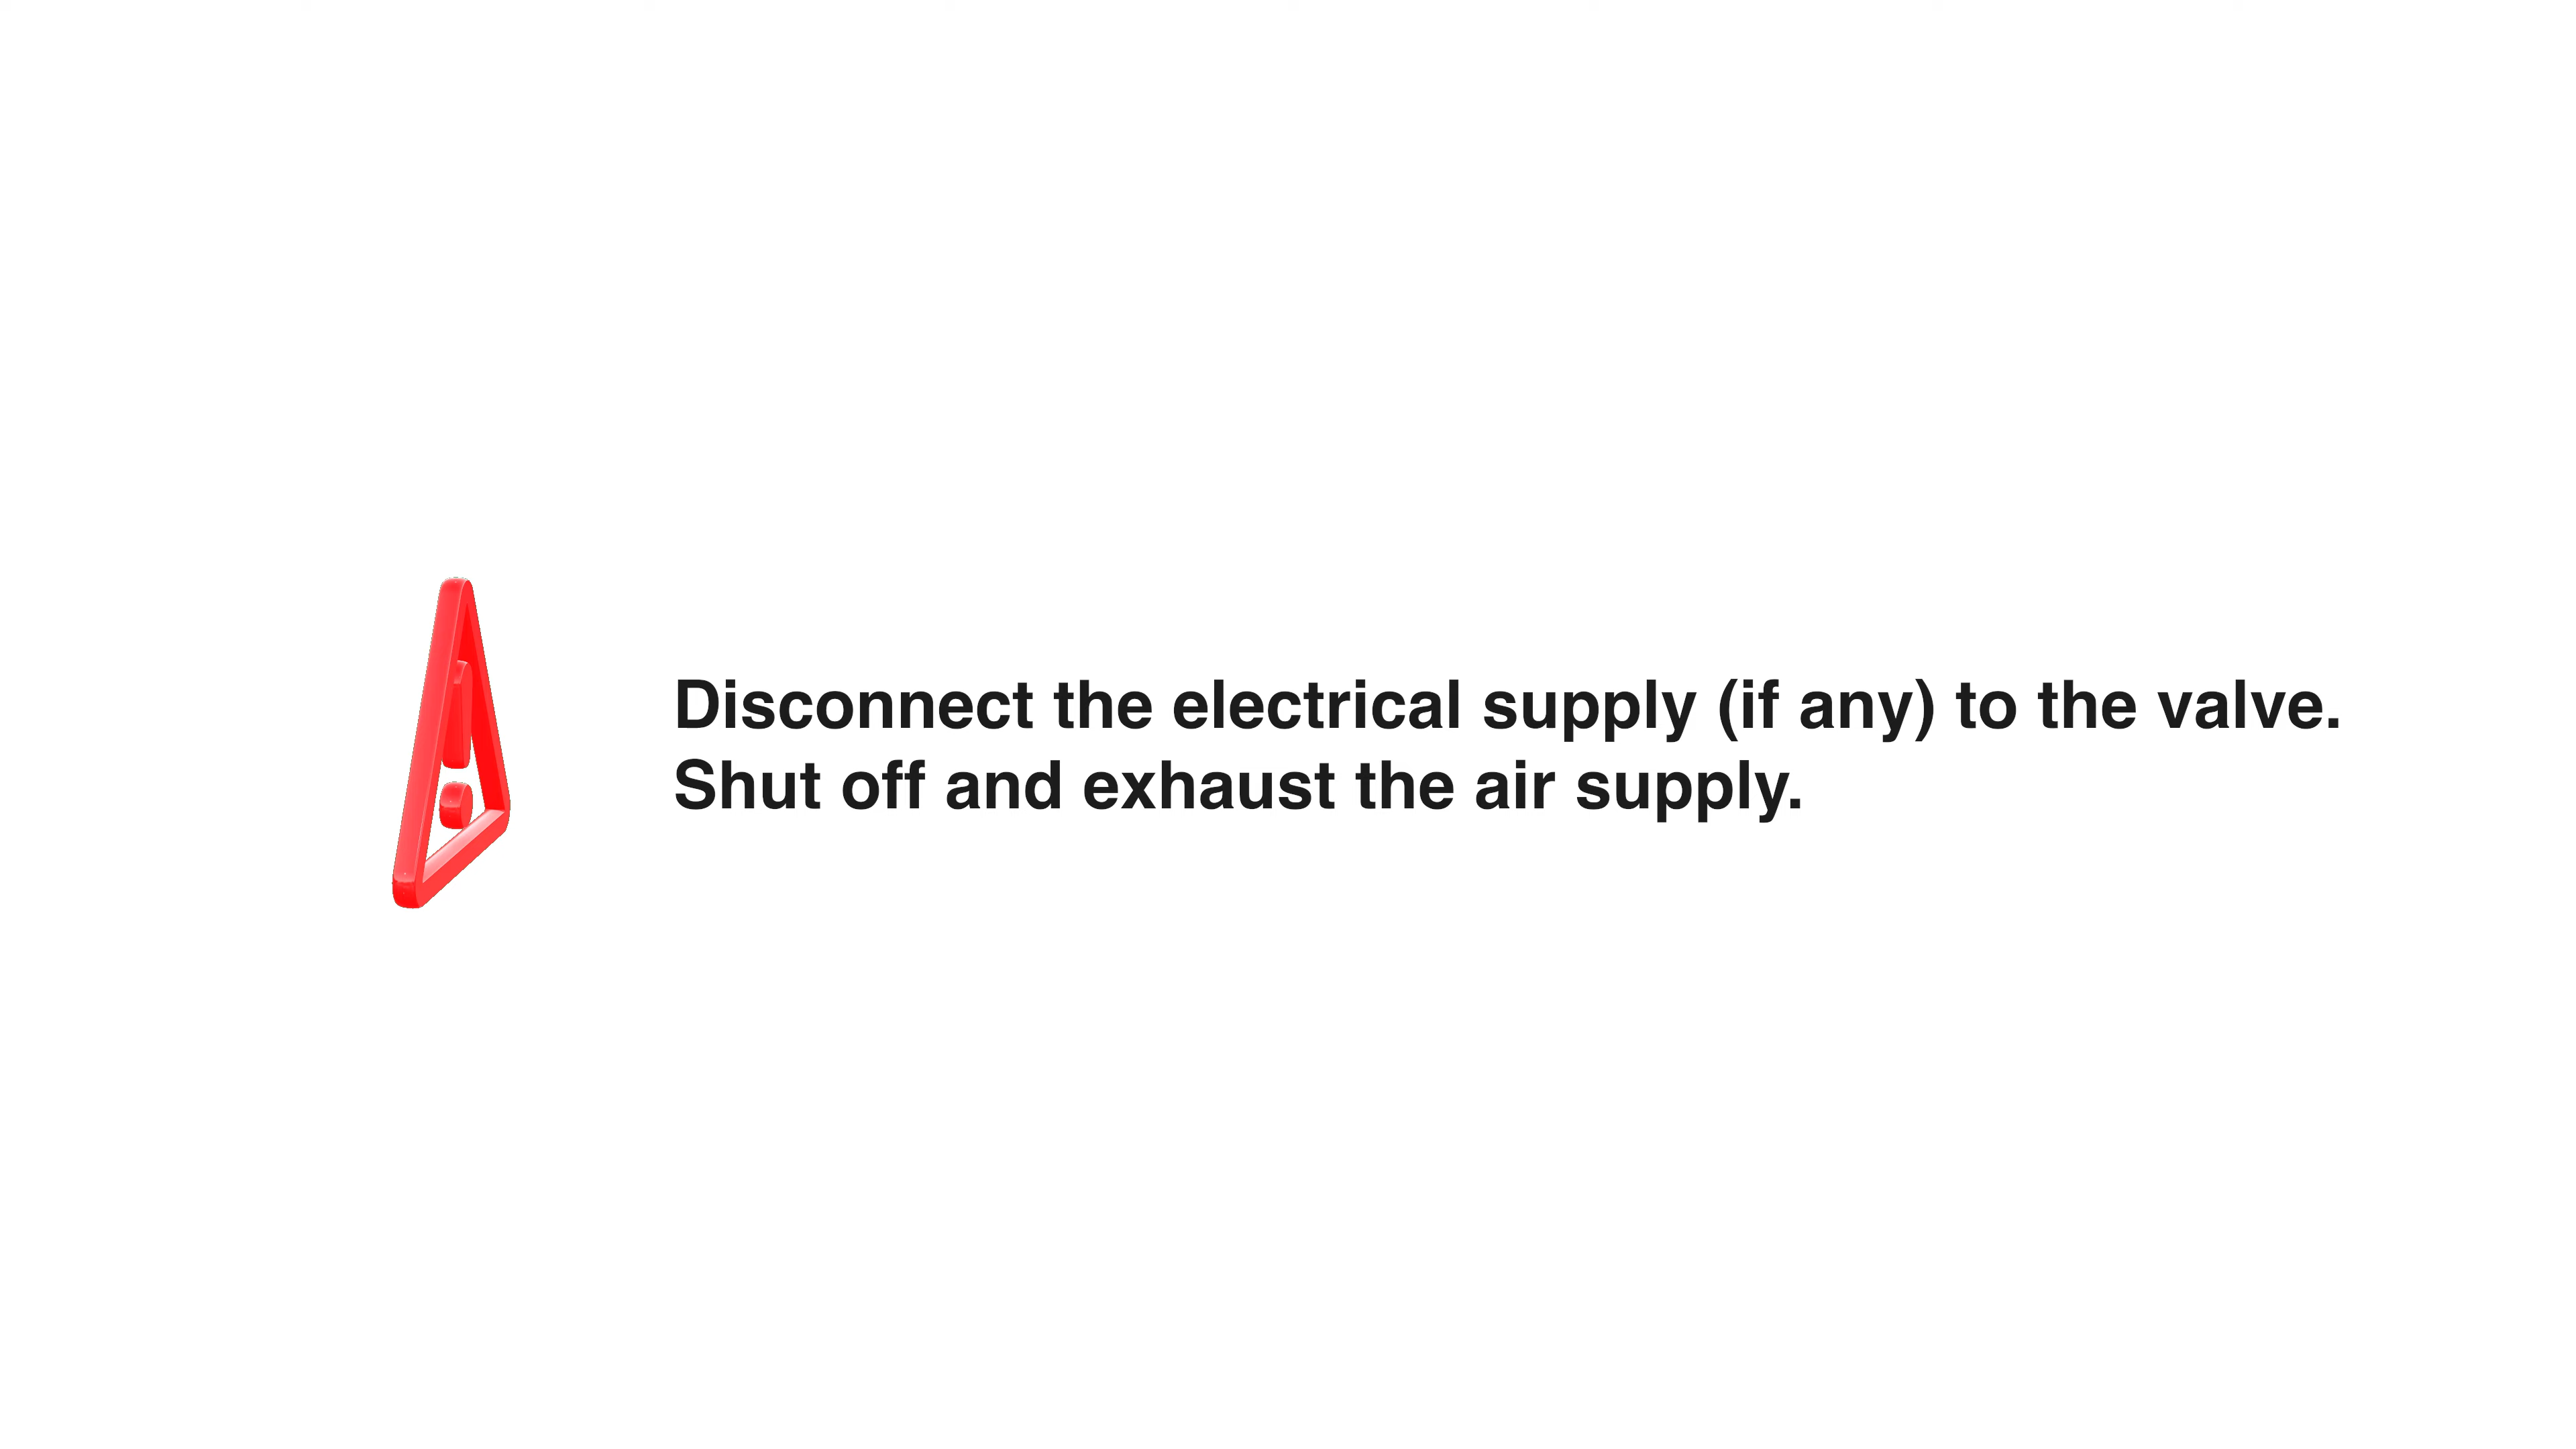 Disconnect the electrical supply (if any) to the valve.
Shut off and exhaust the air supply.